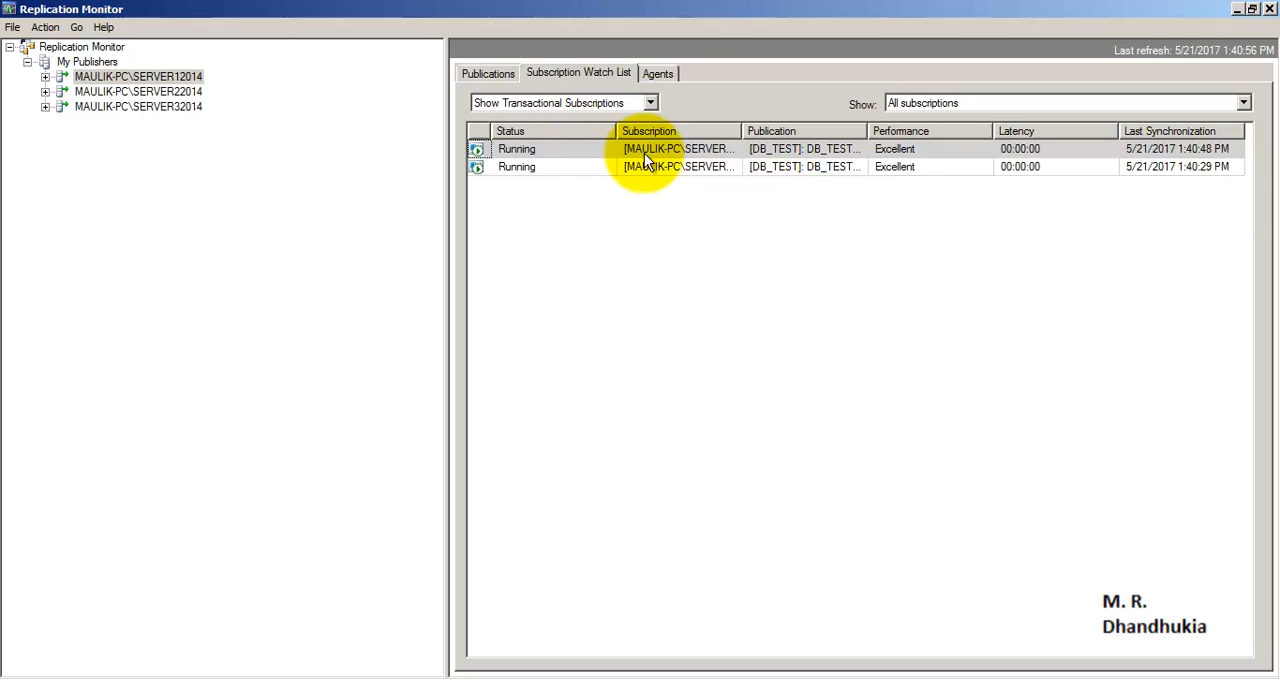 Replication Monitor
File Action Go Help
Replication Monitor
My Publishers
MAULIK-PC\SERVER12014
MAULIK-PC\SERVER22014
MAULIK-PC\SERVER32014
Last refresh: 5/21/2017 1:40:56 PM
Publications Subscription Watch List Agents
Show Transactional Subscriptions Show: All subscriptions
Status Subscription Publication Performance Latency Last Synchronization
Running [MAULIK-PC\SERVER... [DB_TEST]: DB_TEST... Excellent 00:00:00 5/21/2017 1:40:48 PM
Running [MAULIK-PC\SERVER... [DB_TEST]: DB_TEST... Excellent 00:00:00 5/21/2017 1:40:29 PM
M. R.
Dhandhukia